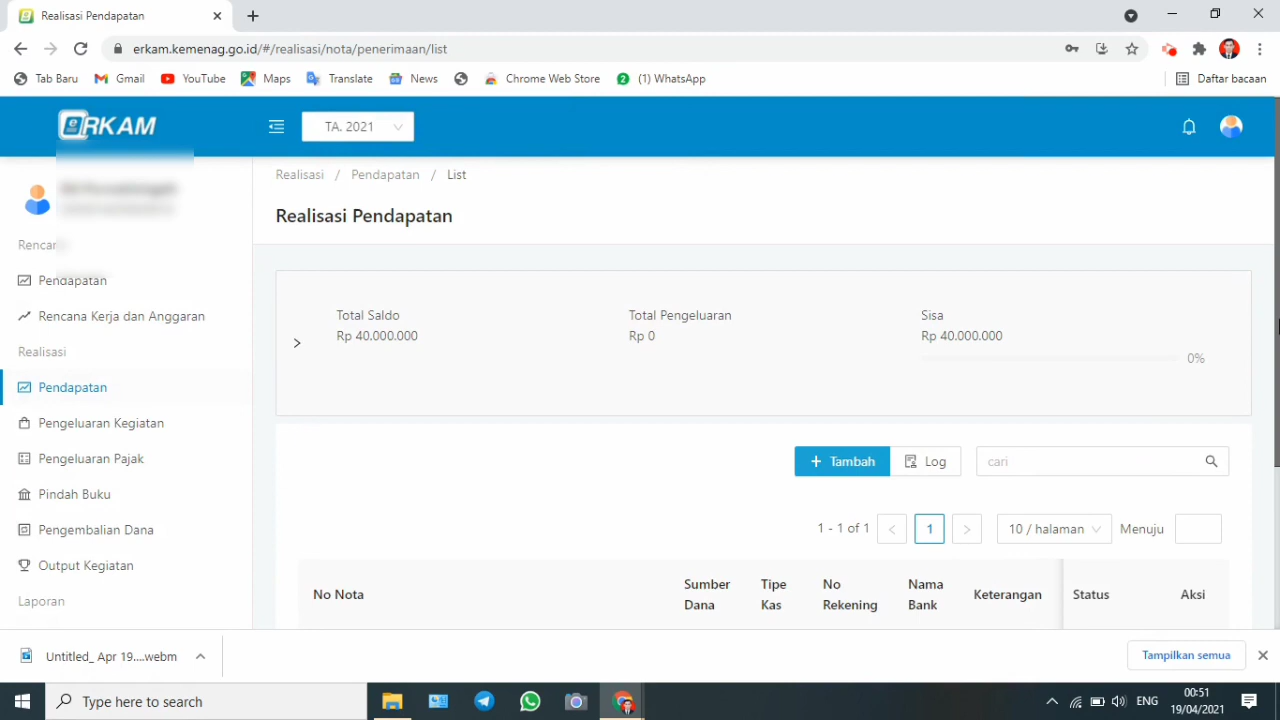 Realisasi Pendapatan
erkam.kemenag.go.id/#/realisasi/nota/penerimaan/list
Tab Baru
Gmail
YouTube
Maps
Translate
News
Chrome Web Store
(1) WhatsApp
Daftar bacaan
eRKAM
TA. 2021
Realisasi / Pendapatan / List
Realisasi Pendapatan
Pendapatan
Rencana Kerja dan Anggaran
Realisasi
Pendapatan
Pengeluaran Kegiatan
Pengeluaran Pajak
Pindah Buku
Pengembalian Dana
Output Kegiatan
Laporan
Total Saldo
Rp 40.000.000
Total Pengeluaran
Rp 0
Sisa
Rp 40.000.000
0%
+ Tambah
Log
cari
1 - 1 of 1 < 1 > 10 / halaman Menuju
No Nota
Sumber Dana
Tipe Kas
No Rekening
Nama Bank
Keterangan
Status
Aksi
Untitled_ Apr 19....webm
Tampilkan semua
Type here to search
ENG
00:51
19/04/2021